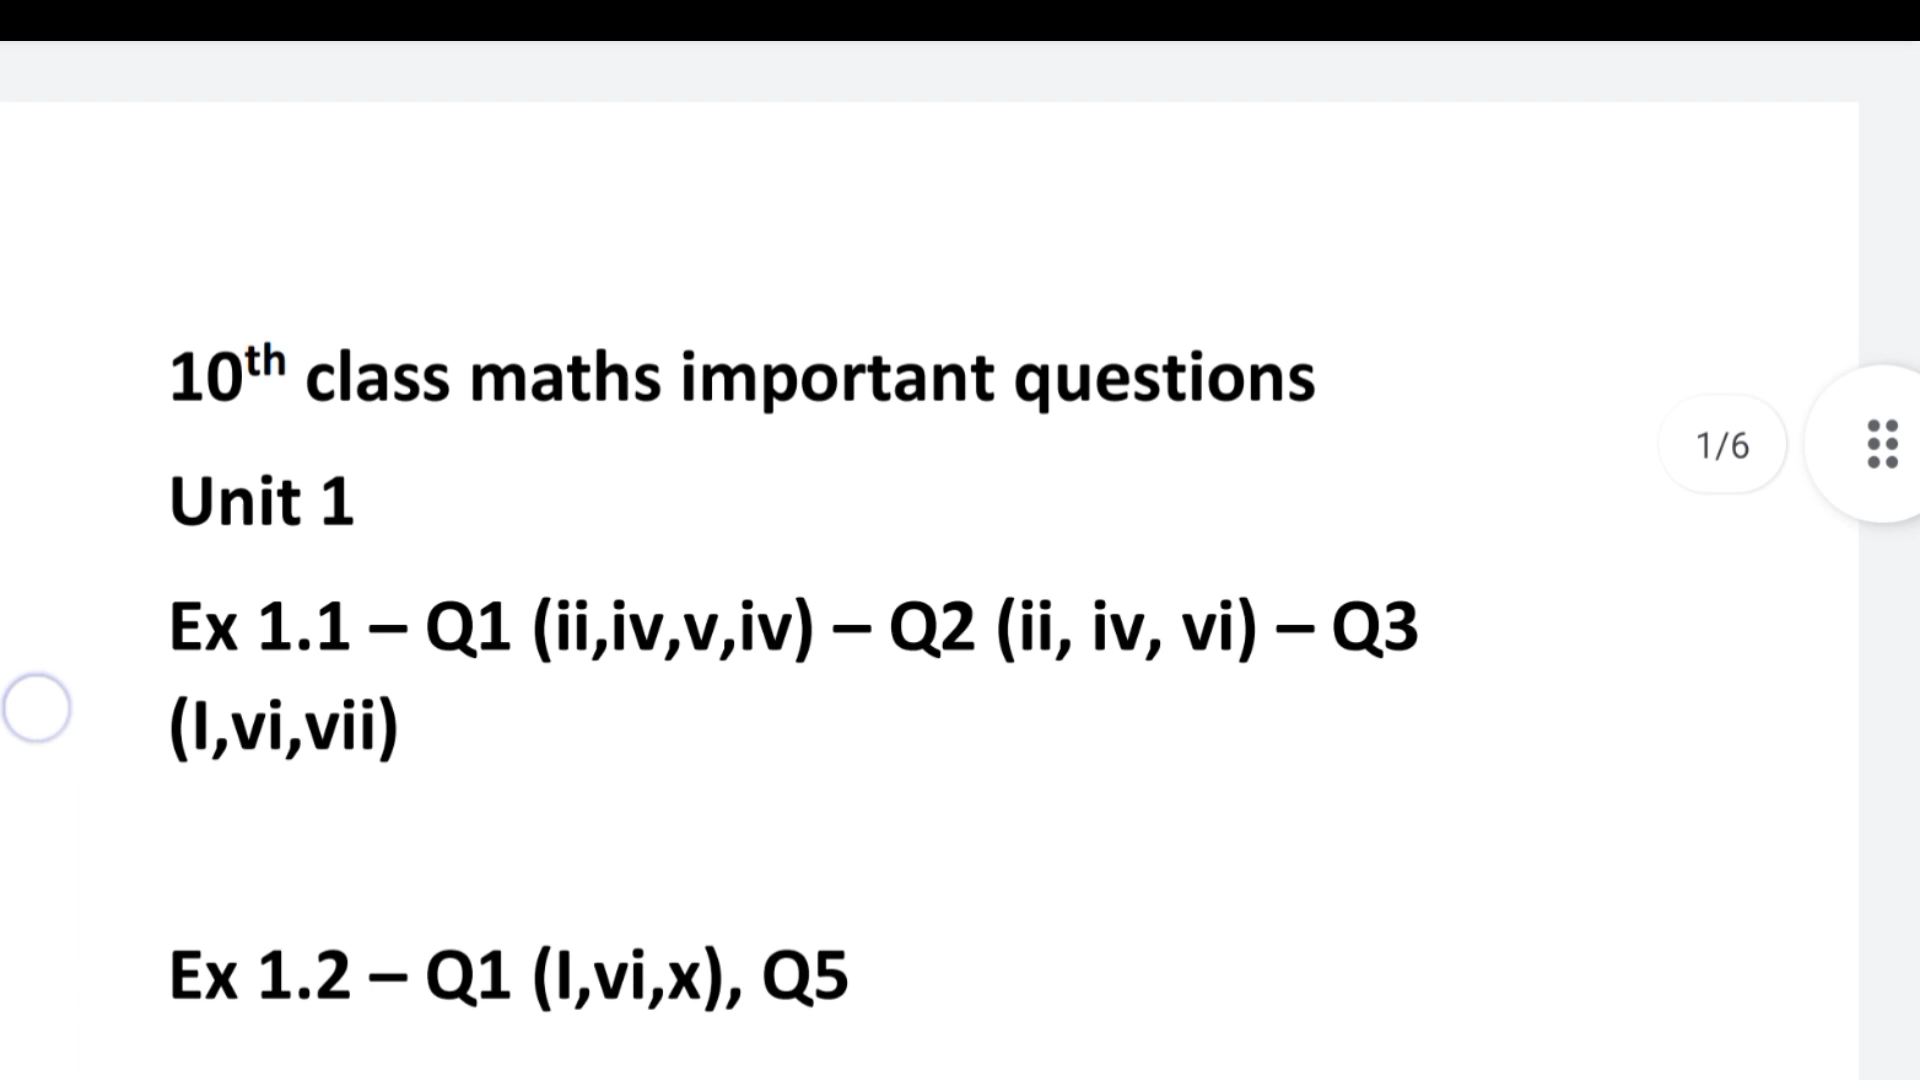 10th class maths important questions
1/6
Unit 1
Ex 1.1 – Q1 (ii,iv,v,iv) – Q2 (ii, iv, vi) – Q3
(I,vi,vii)
Ex 1.2 – Q1 (I,vi,x), Q5